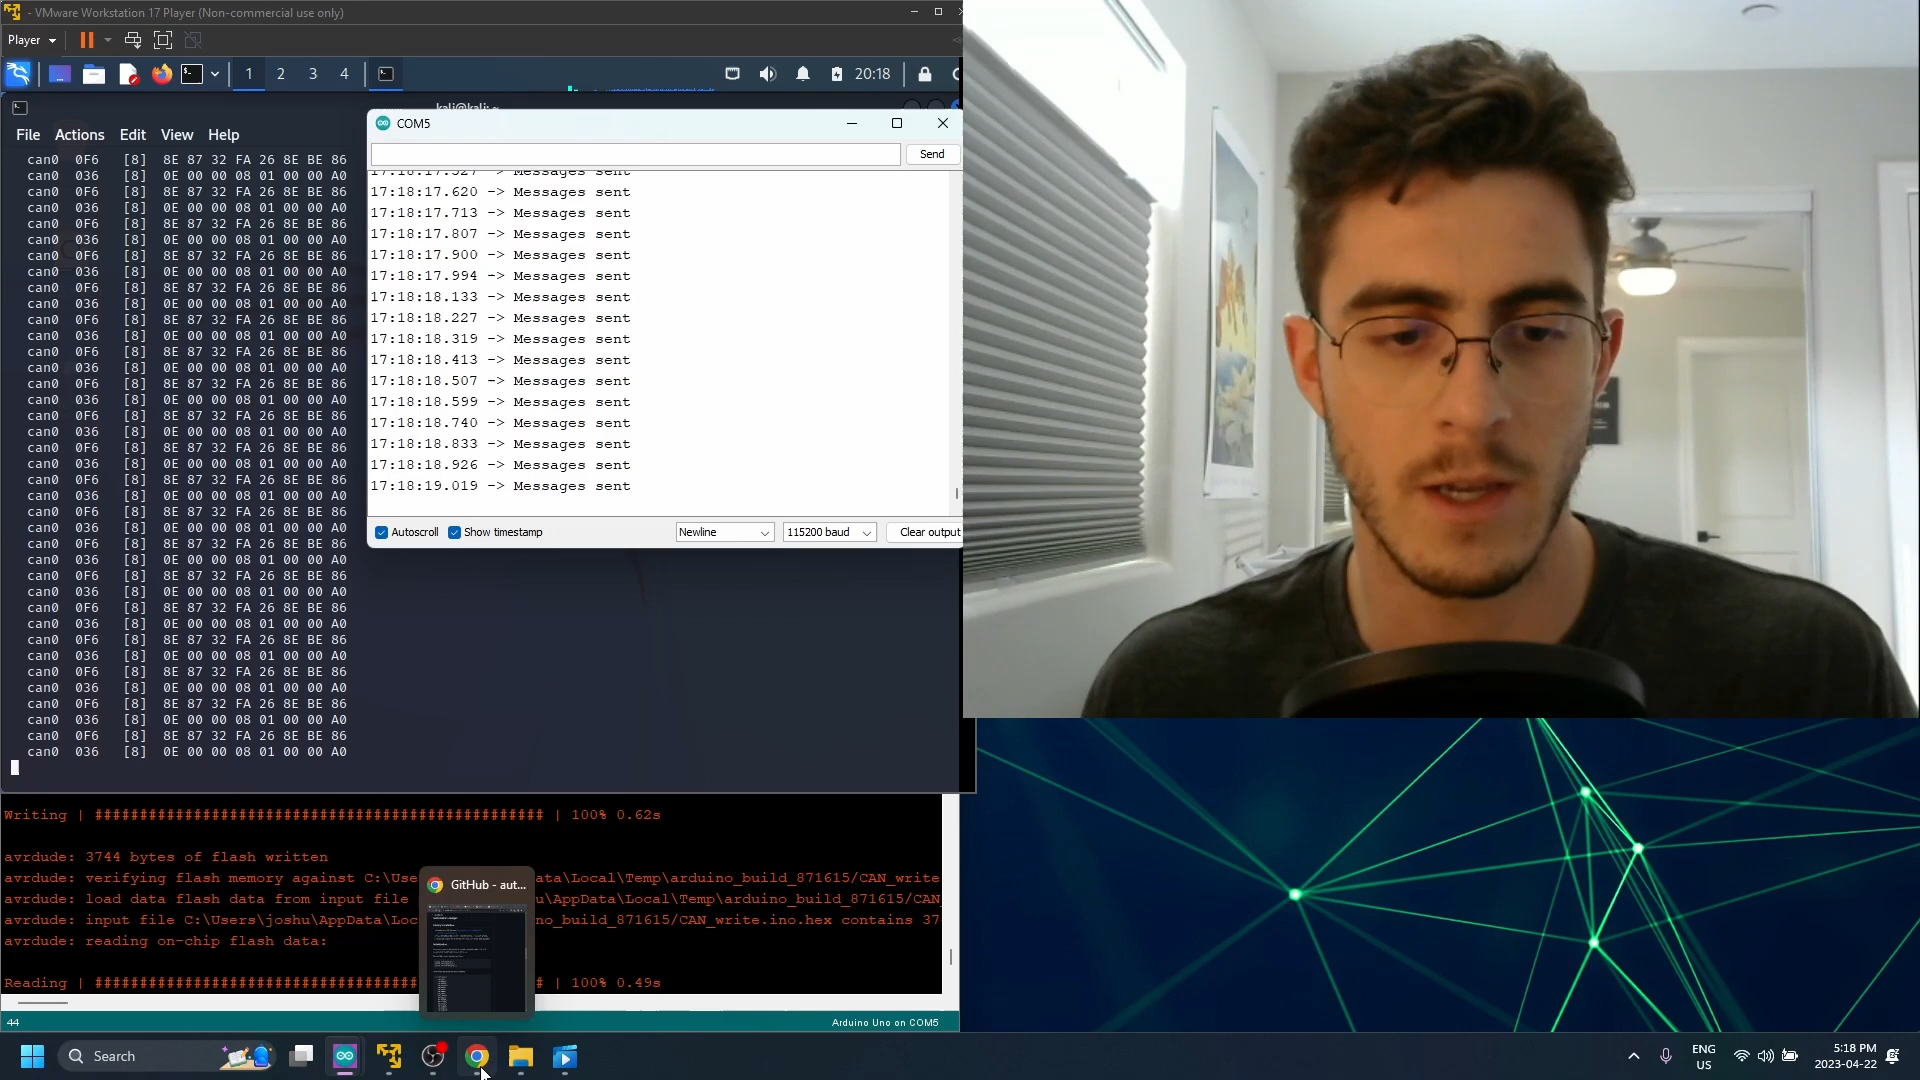 - VMware Workstation 17 Player (Non-commercial use only)
Player
1 2 3 4
20:18
kali@kali: ~
File Actions Edit View Help
can0 0F6 [8] 8E 87 32 FA 26 8E BE 86
can0 036 [8] 0E 00 00 08 01 00 00 A0
can0 0F6 [8] 8E 87 32 FA 26 8E BE 86
can0 036 [8] 0E 00 00 08 01 00 00 A0
can0 0F6 [8] 8E 87 32 FA 26 8E BE 86
can0 036 [8] 0E 00 00 08 01 00 00 A0
can0 0F6 [8] 8E 87 32 FA 26 8E BE 86
can0 036 [8] 0E 00 00 08 01 00 00 A0
can0 0F6 [8] 8E 87 32 FA 26 8E BE 86
can0 036 [8] 0E 00 00 08 01 00 00 A0
can0 0F6 [8] 8E 87 32 FA 26 8E BE 86
can0 036 [8] 0E 00 00 08 01 00 00 A0
can0 0F6 [8] 8E 87 32 FA 26 8E BE 86
can0 036 [8] 0E 00 00 08 01 00 00 A0
can0 0F6 [8] 8E 87 32 FA 26 8E BE 86
can0 036 [8] 0E 00 00 08 01 00 00 A0
can0 0F6 [8] 8E 87 32 FA 26 8E BE 86
can0 036 [8] 0E 00 00 08 01 00 00 A0
can0 0F6 [8] 8E 87 32 FA 26 8E BE 86
can0 036 [8] 0E 00 00 08 01 00 00 A0
can0 0F6 [8] 8E 87 32 FA 26 8E BE 86
can0 036 [8] 0E 00 00 08 01 00 00 A0
can0 0F6 [8] 8E 87 32 FA 26 8E BE 86
can0 036 [8] 0E 00 00 08 01 00 00 A0
can0 0F6 [8] 8E 87 32 FA 26 8E BE 86
can0 036 [8] 0E 00 00 08 01 00 00 A0
can0 0F6 [8] 8E 87 32 FA 26 8E BE 86
can0 036 [8] 0E 00 00 08 01 00 00 A0
can0 0F6 [8] 8E 87 32 FA 26 8E BE 86
can0 036 [8] 0E 00 00 08 01 00 00 A0
can0 0F6 [8] 8E 87 32 FA 26 8E BE 86
can0 036 [8] 0E 00 00 08 01 00 00 A0
can0 0F6 [8] 8E 87 32 FA 26 8E BE 86
can0 036 [8] 0E 00 00 08 01 00 00 A0
can0 0F6 [8] 8E 87 32 FA 26 8E BE 86
can0 036 [8] 0E 00 00 08 01 00 00 A0
can0 0F6 [8] 8E 87 32 FA 26 8E BE 86
can0 036 [8] 0E 00 00 08 01 00 00 A0
COM5
Send
17:18:17.527 -> Messages sent
17:18:17.620 -> Messages sent
17:18:17.713 -> Messages sent
17:18:17.807 -> Messages sent
17:18:17.900 -> Messages sent
17:18:17.994 -> Messages sent
17:18:18.133 -> Messages sent
17:18:18.227 -> Messages sent
17:18:18.319 -> Messages sent
17:18:18.413 -> Messages sent
17:18:18.507 -> Messages sent
17:18:18.599 -> Messages sent
17:18:18.740 -> Messages sent
17:18:18.833 -> Messages sent
17:18:18.926 -> Messages sent
17:18:19.019 -> Messages sent
Autoscroll Show timestamp Newline 115200 baud Clear output
Writing | ################################################## | 100% 0.62s
avrdude: 3744 bytes of flash written
avrdude: verifying flash memory against C:\Use ata\Local\Temp\arduino_build_871615/CAN_write
avrdude: load data flash data from input file u\AppData\Local\Temp\arduino_build_871615/CAN_
avrdude: input file C:\Users\joshu\AppData\Loc no_build_871615/CAN_write.ino.hex contains 37
avrdude: reading on-chip flash data:
Reading | ################################################## | 100% 0.49s
GitHub - aut...
44
Arduino Uno on COM5
Search
ENG
US
5:18 PM
2023-04-22